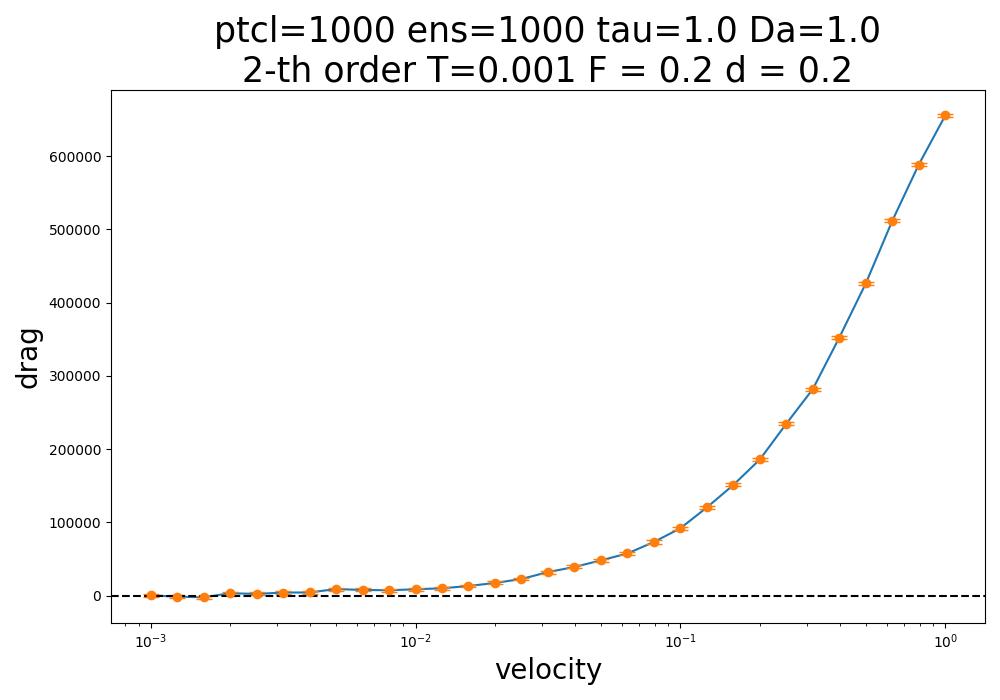 ptcl=1000 ens=1000 tau=1.0 Da=1.0
2-th order T=0.001 F = 0.2 d = 0.2
drag
600000
500000
400000
300000
200000
100000
0
10⁻³ 10⁻² 10⁻¹ 10⁰
velocity